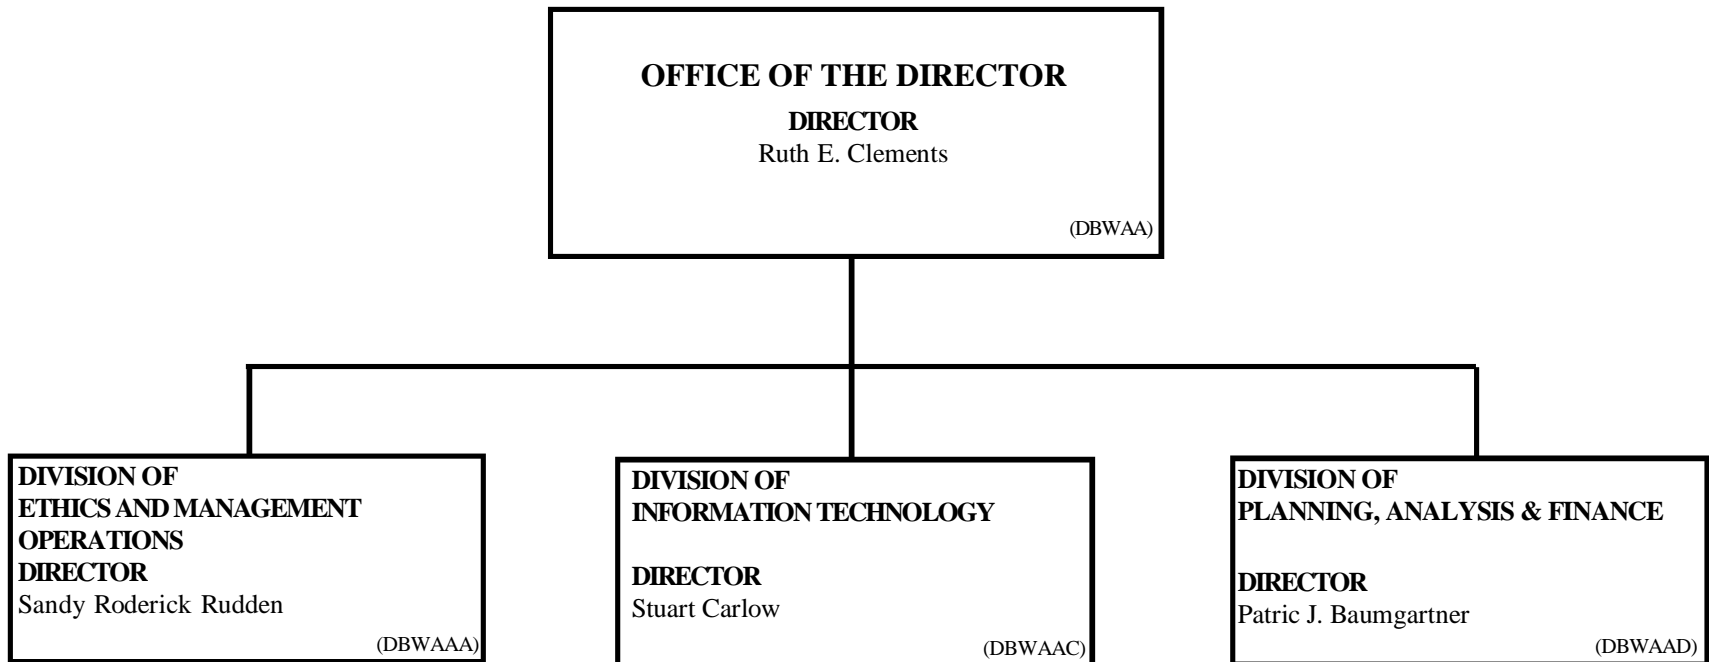 OFFICE OF THE DIRECTOR
DIRECTOR
Ruth E. Clements
(DBWAA)
DIVISION OF
ETHICS AND MANAGEMENT
OPERATIONS
DIRECTOR
Sandy Roderick Rudden
(DBWAAA)
DIVISION OF
INFORMATION TECHNOLOGY
DIRECTOR
Stuart Carlow
(DBWAAC)
DIVISION OF
PLANNING, ANALYSIS & FINANCE
DIRECTOR
Patric J. Baumgartner
(DBWAAD)